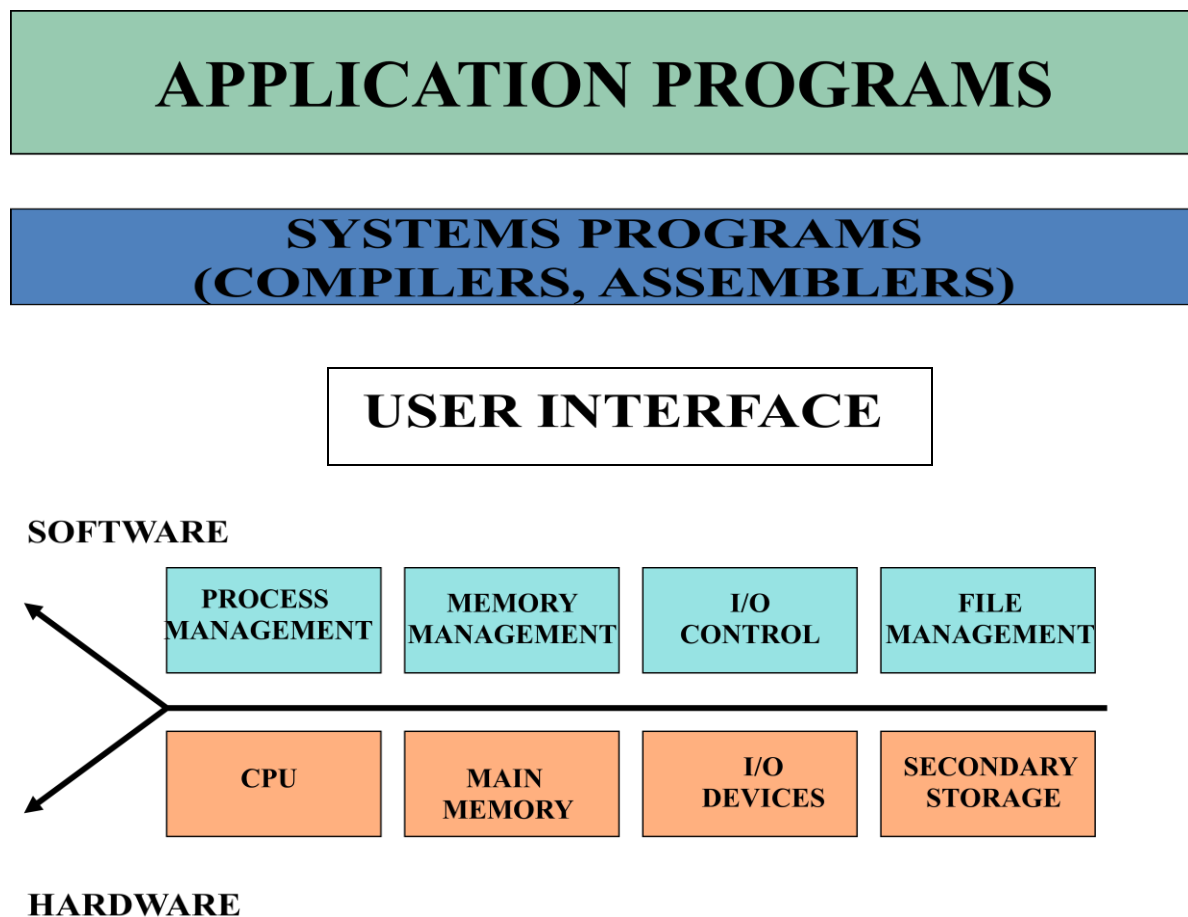 APPLICATION PROGRAMS
SYSTEMS PROGRAMS
(COMPILERS, ASSEMBLERS)
USER INTERFACE
SOFTWARE
PROCESS
MANAGEMENT
MEMORY
MANAGEMENT
I/O
CONTROL
FILE
MANAGEMENT
CPU
MAIN
MEMORY
I/O
DEVICES
SECONDARY
STORAGE
HARDWARE